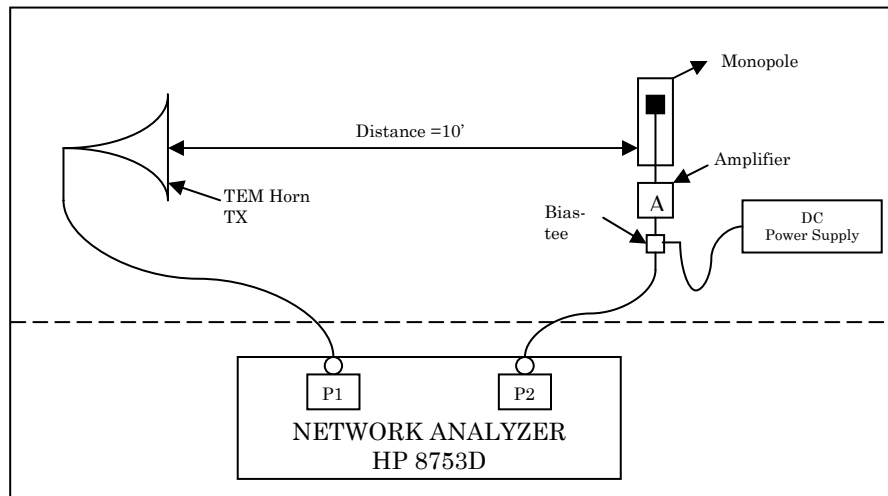 Monopole
Distance =10’
Amplifier
TEM Horn
TX
A
Bias-
tee
DC
Power Supply
P1
P2
NETWORK ANALYZER
HP 8753D